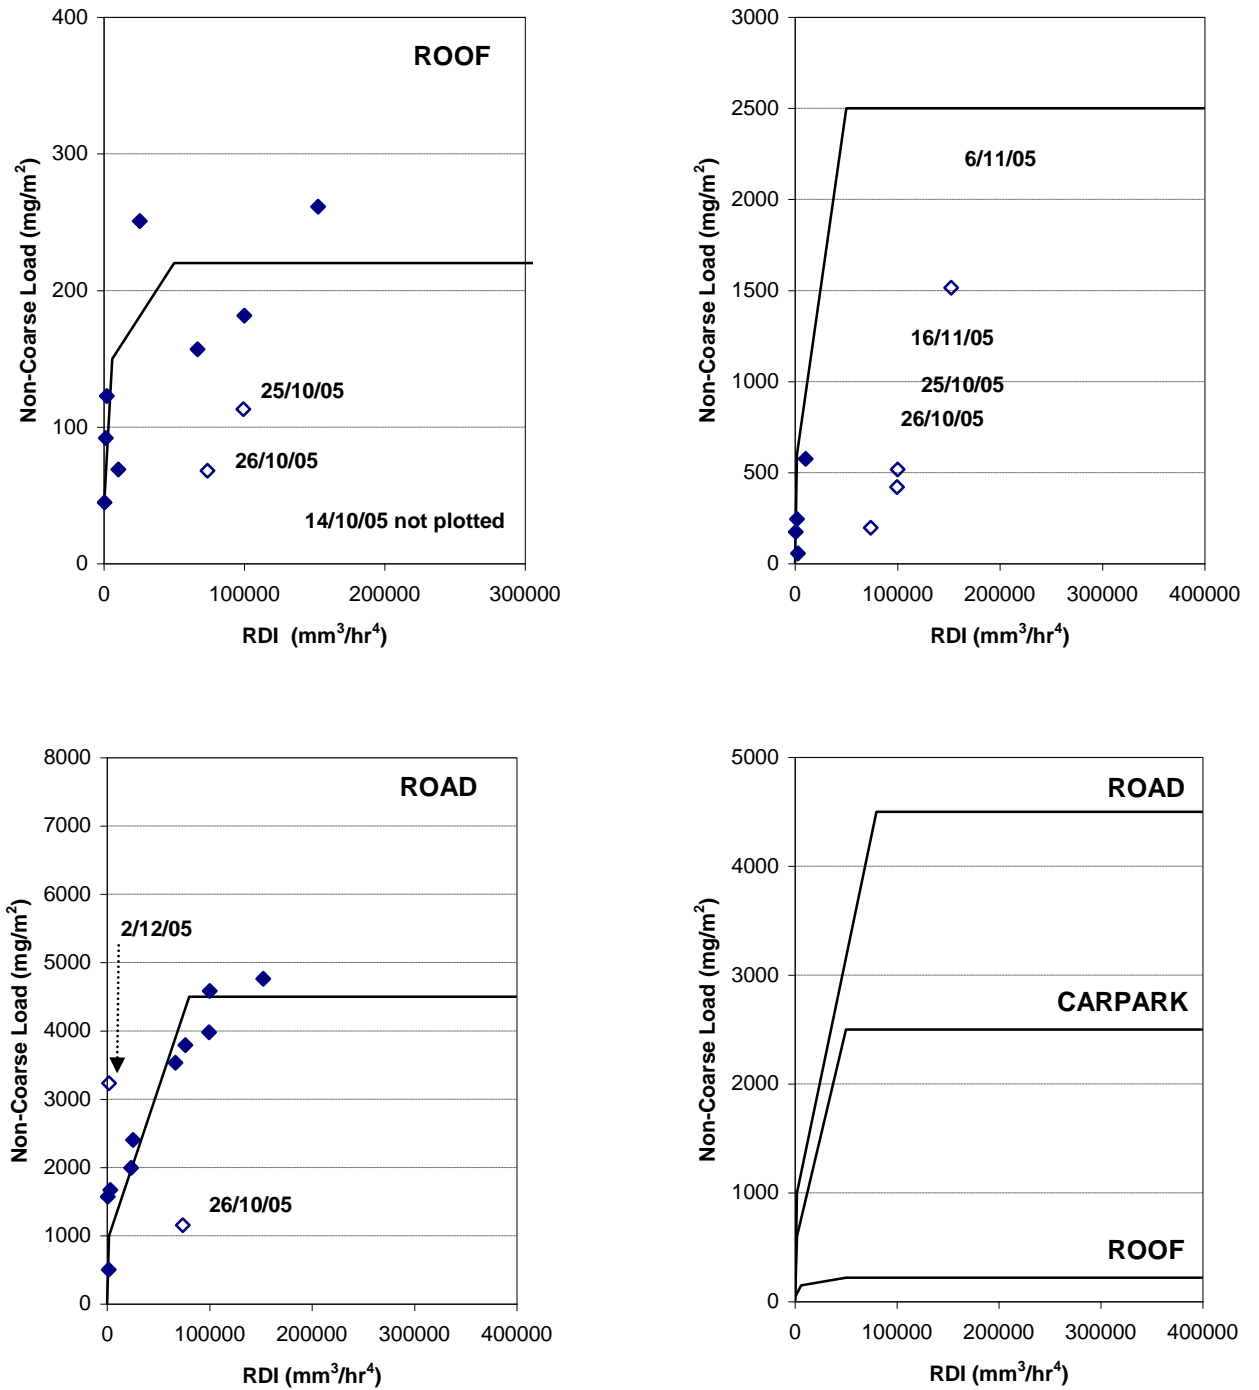 ROOF
Non-Coarse Load (mg/m²)
400
300
200
100
0
25/10/05
26/10/05
14/10/05 not plotted
0 100000 200000 300000
RDI (mm³/hr⁴)
Non-Coarse Load (mg/m²)
3000
2500
2000
1500
1000
500
0
6/11/05
16/11/05
25/10/05
26/10/05
0 100000 200000 300000 400000
RDI (mm³/hr⁴)
ROAD
Non-Coarse Load (mg/m²)
8000
7000
6000
5000
4000
3000
2000
1000
0
2/12/05
26/10/05
0 100000 200000 300000 400000
RDI (mm³/hr⁴)
Non-Coarse Load (mg/m²)
5000
4000
3000
2000
1000
0
ROAD
CARPARK
ROOF
0 100000 200000 300000 400000
RDI (mm³/hr⁴)